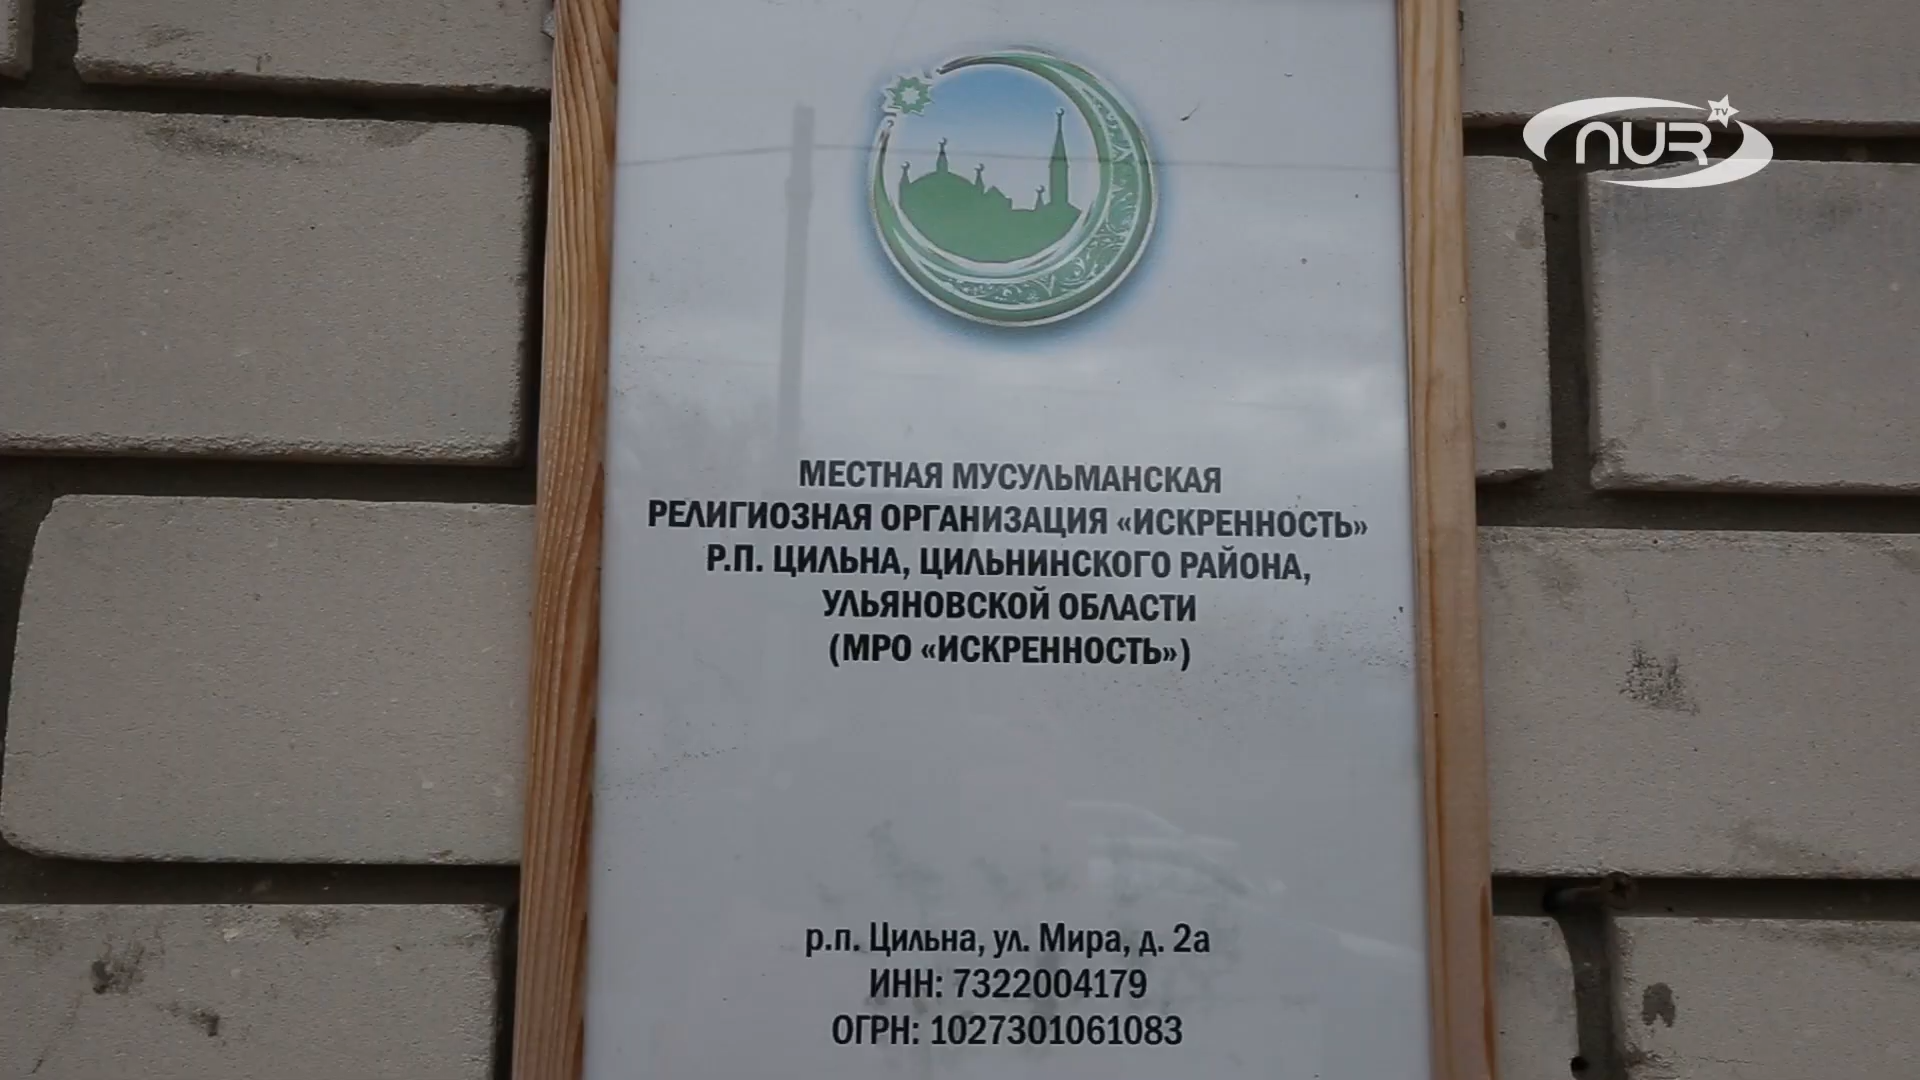 NUR TV
МЕСТНАЯ МУСУЛЬМАНСКАЯ
РЕЛИГИОЗНАЯ ОРГАНИЗАЦИЯ «ИСКРЕННОСТЬ»
Р.П. ЦИЛЬНА, ЦИЛЬНИНСКОГО РАЙОНА,
УЛЬЯНОВСКОЙ ОБЛАСТИ
(МРО «ИСКРЕННОСТЬ»)
р.п. Цильна, ул. Мира, д. 2а
ИНН: 7322004179
ОГРН: 1027301061083